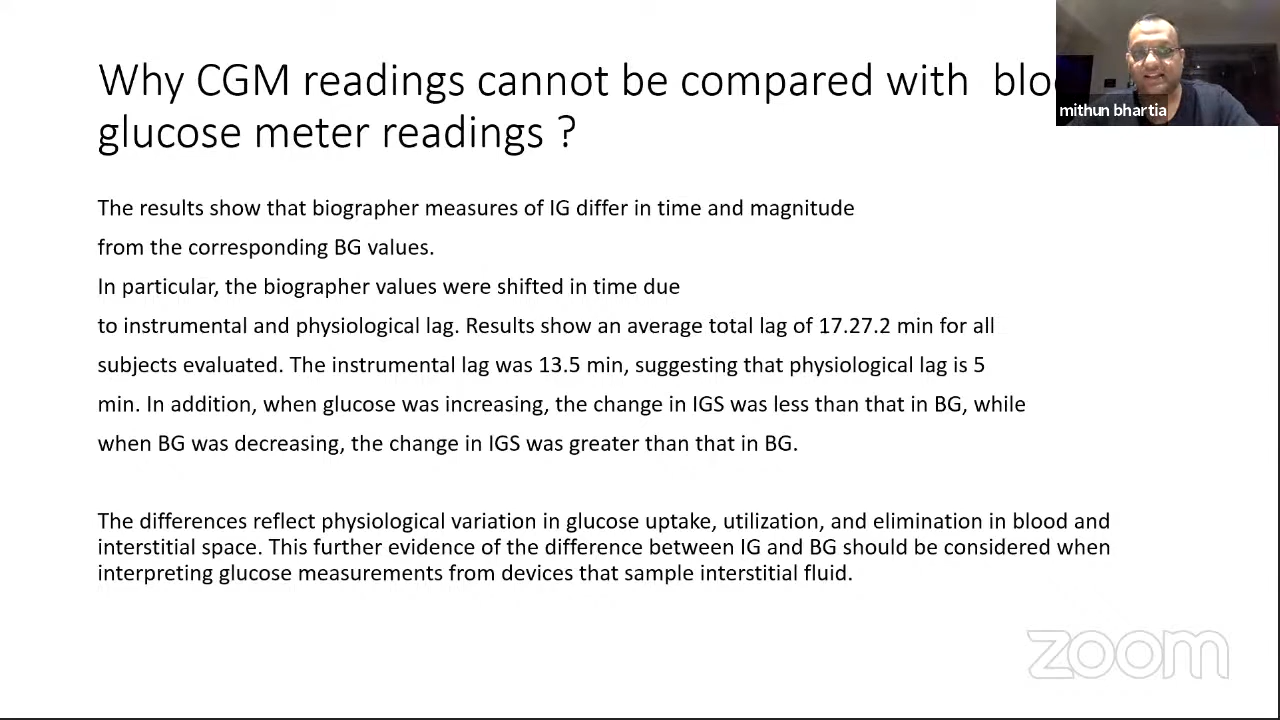 Why CGM readings cannot be compared with
glucose meter readings ?
mithun bhartia
The results show that biographer measures of IG differ in time and magnitude
from the corresponding BG values.
In particular, the biographer values were shifted in time due
to instrumental and physiological lag. Results show an average total lag of 17.27.2 min for all
subjects evaluated. The instrumental lag was 13.5 min, suggesting that physiological lag is 5
min. In addition, when glucose was increasing, the change in IGS was less than that in BG, while
when BG was decreasing, the change in IGS was greater than that in BG.
The differences reflect physiological variation in glucose uptake, utilization, and elimination in blood and
interstitial space. This further evidence of the difference between IG and BG should be considered when
interpreting glucose measurements from devices that sample interstitial fluid.
zoom